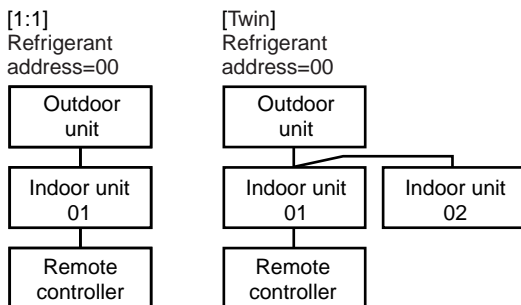 [1:1]
Refrigerant
address=00
Outdoor
unit
Indoor unit
01
Remote
controller
[Twin]
Refrigerant
address=00
Outdoor
unit
Indoor unit
01
Indoor unit
02
Remote
controller